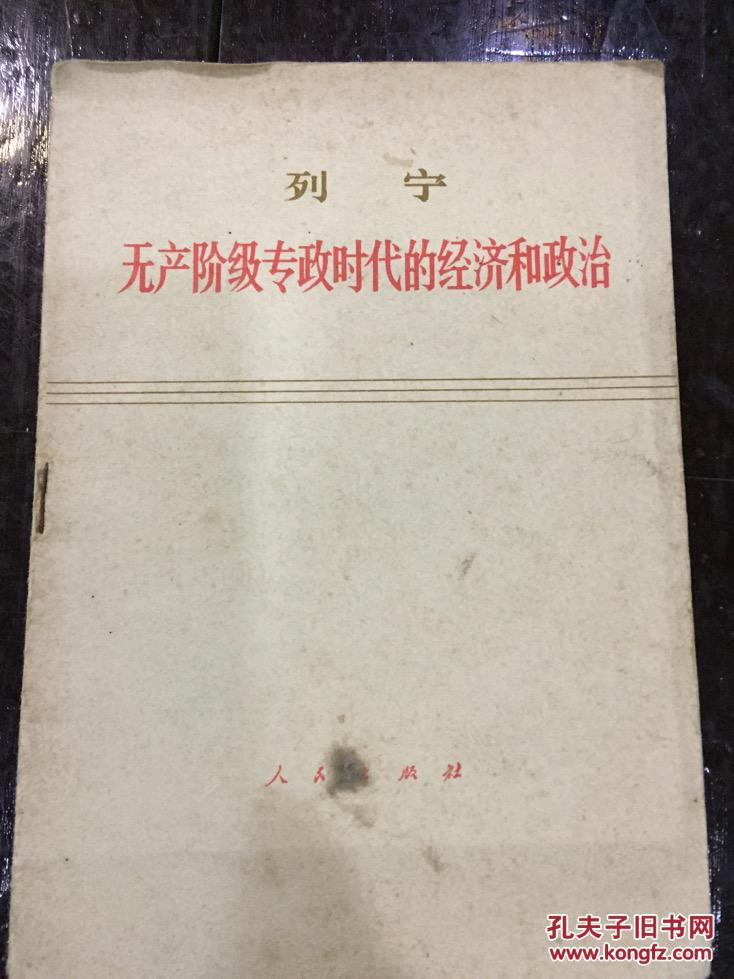 列 宁
无产阶级专政时代的经济和政治
人民 版社
孔夫子旧书网
www.kongfz.com